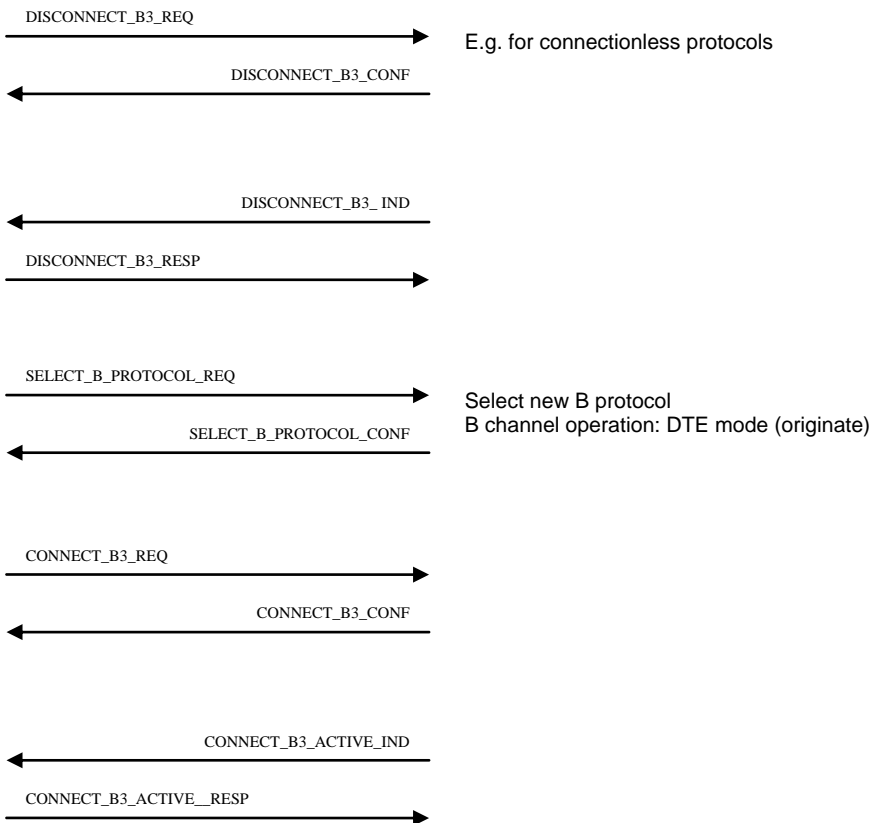 DISCONNECT_B3_REQ
E.g. for connectionless protocols
DISCONNECT_B3_CONF
DISCONNECT_B3_ IND
DISCONNECT_B3_RESP
SELECT_B_PROTOCOL_REQ
Select new B protocol
B channel operation: DTE mode (originate)
SELECT_B_PROTOCOL_CONF
CONNECT_B3_REQ
CONNECT_B3_CONF
CONNECT_B3_ACTIVE_IND
CONNECT_B3_ACTIVE__RESP